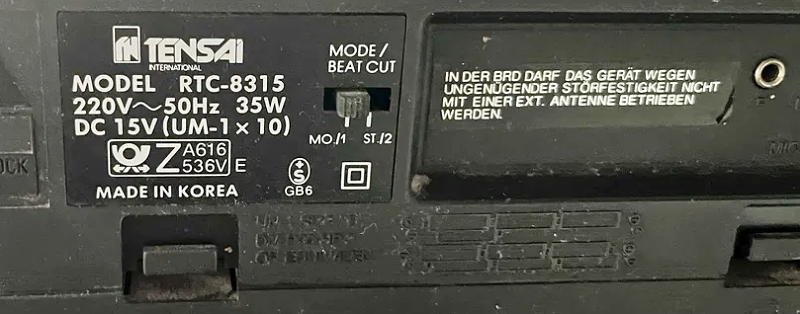 TENSAI
INTERNATIONAL
MODEL RTC-8315
220V～50Hz 35W
DC 15V (UM-1 × 10)
Z A616
536V E
MADE IN KOREA
MODE/
BEAT CUT
MO./1 ST./2
S
GB6
IN DER BRD DARF DAS GERÄT WEGEN
UNGENÜGENDER STÖRFESTIGKEIT NICHT
MIT EINER EXT. ANTENNE BETRIEBEN
WERDEN.
OCK